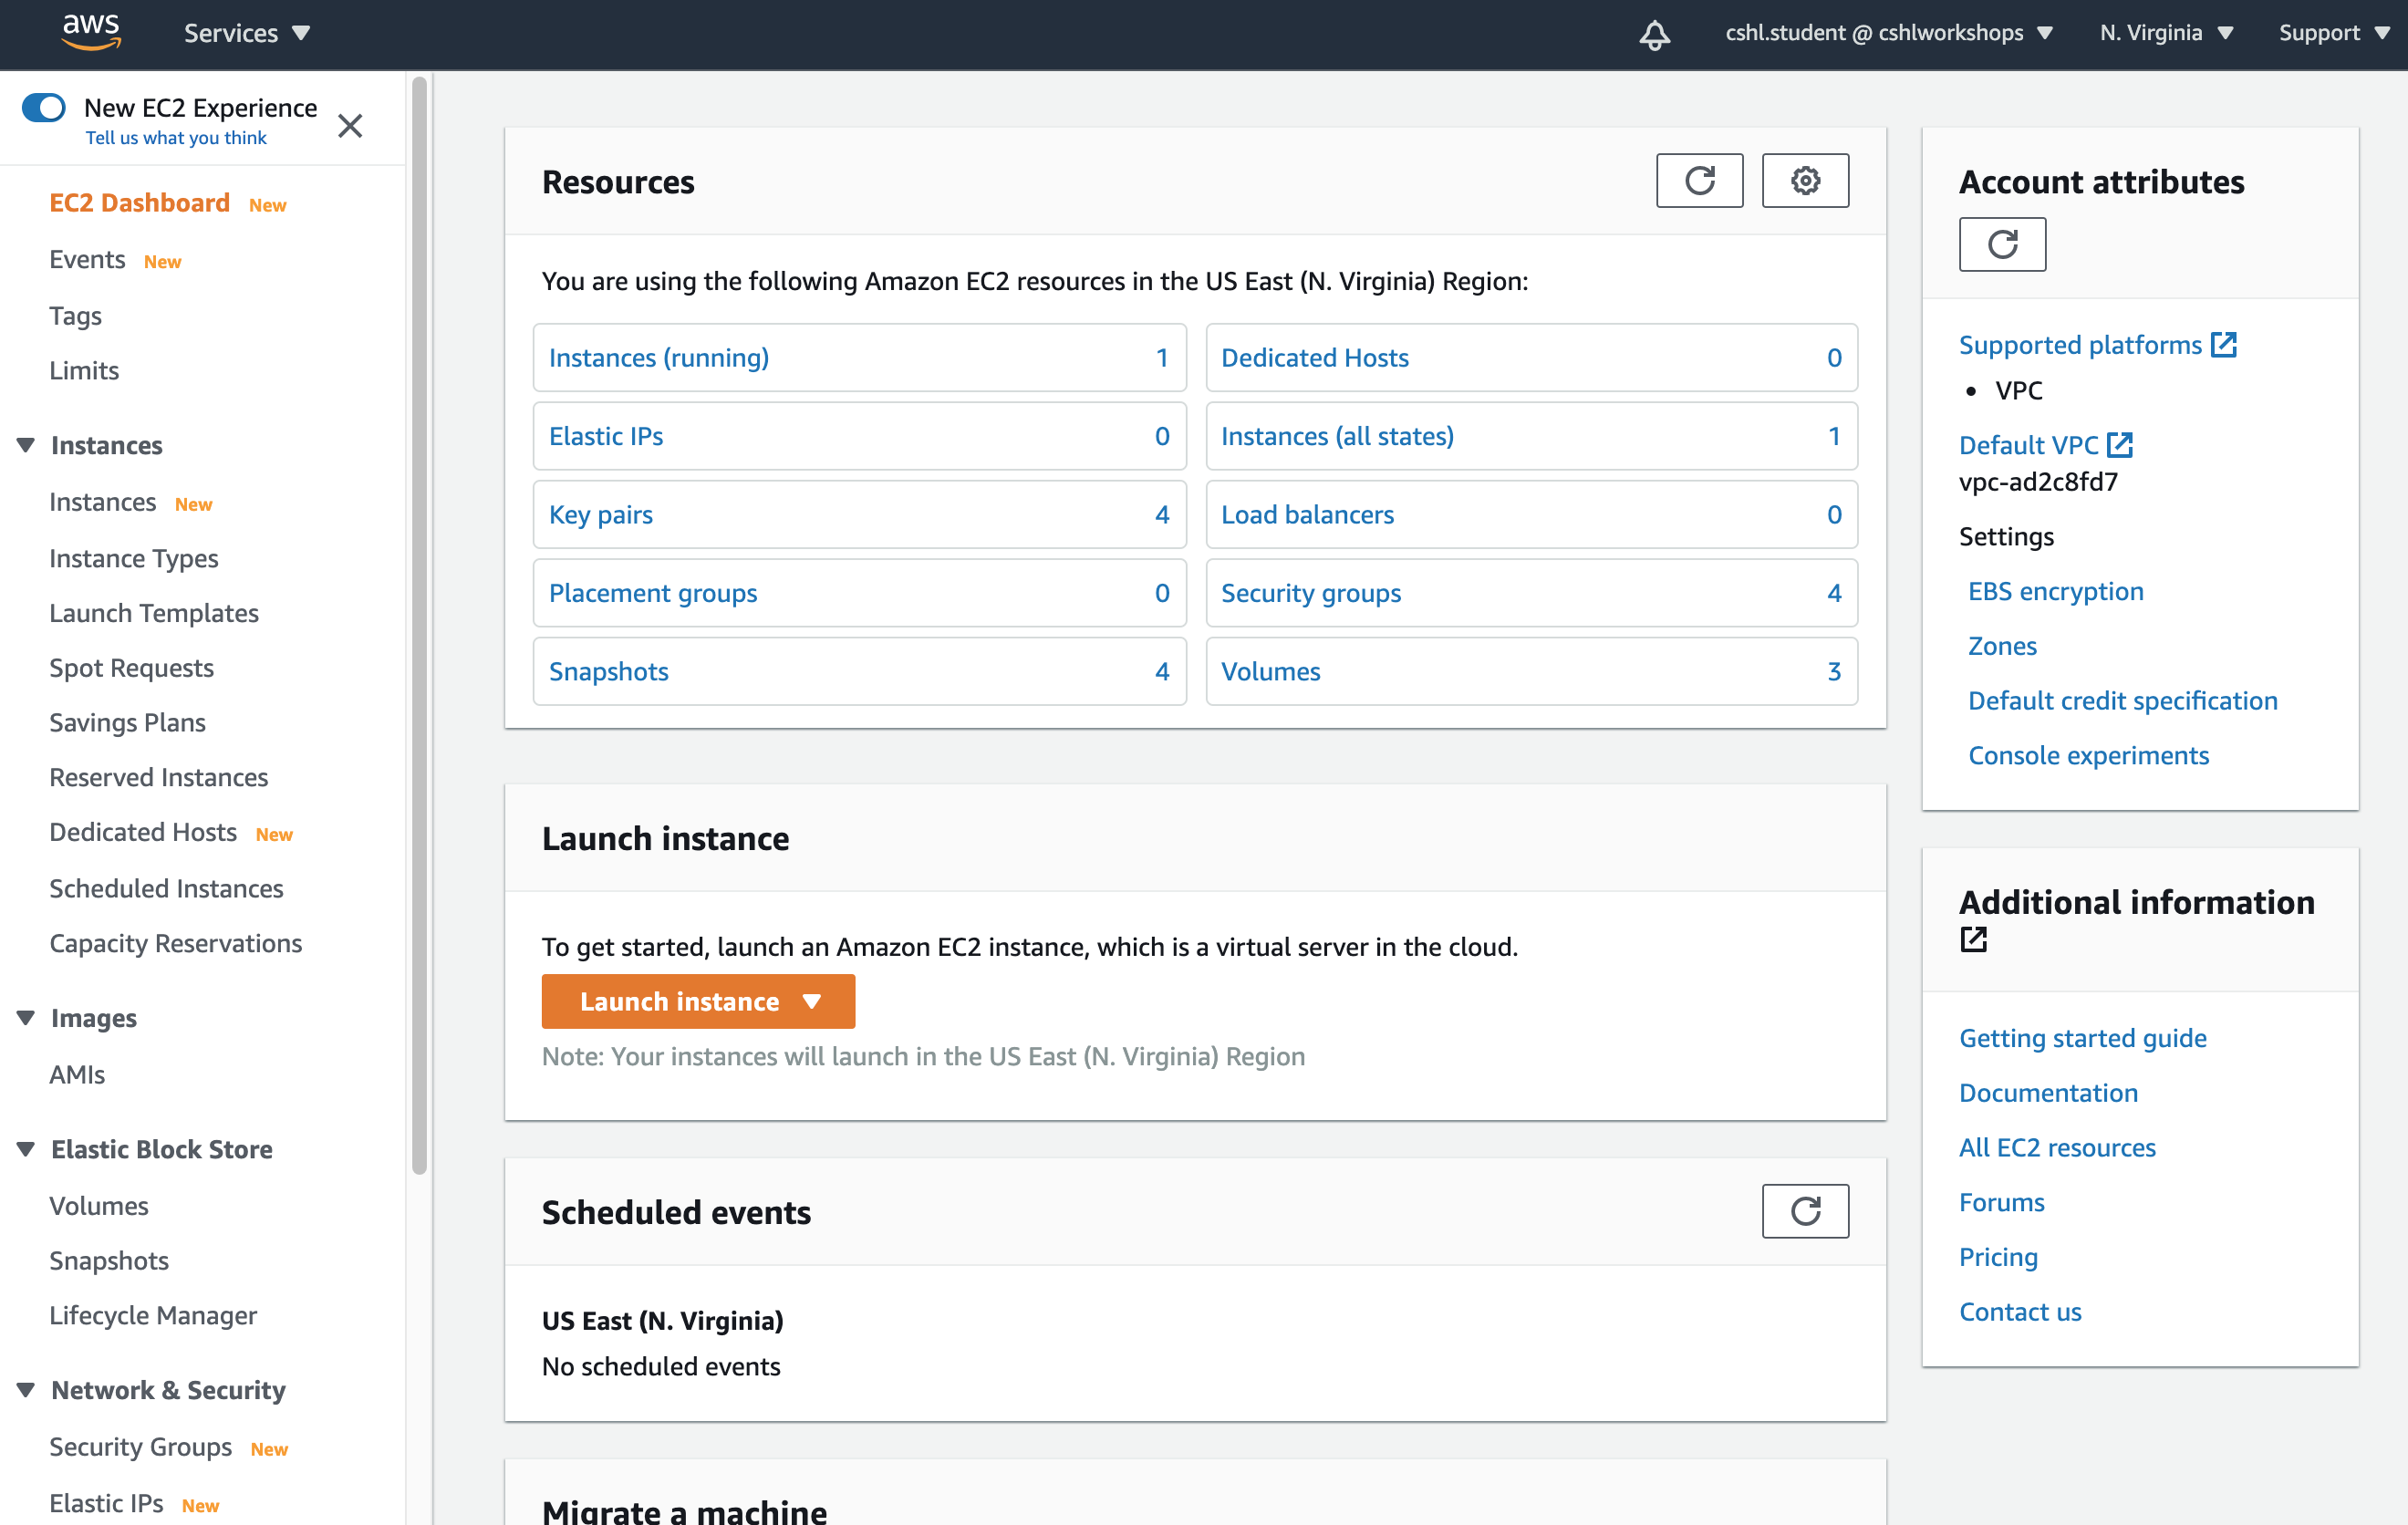 aws
Services
cshl.student @ cshlworkshops
N. Virginia
Support
New EC2 Experience
Tell us what you think
EC2 Dashboard New
Events New
Tags
Limits
Instances
Instances New
Instance Types
Launch Templates
Spot Requests
Savings Plans
Reserved Instances
Dedicated Hosts New
Scheduled Instances
Capacity Reservations
Images
AMIs
Elastic Block Store
Volumes
Snapshots
Lifecycle Manager
Network & Security
Security Groups New
Elastic IPs New
Resources
You are using the following Amazon EC2 resources in the US East (N. Virginia) Region:
Instances (running) 1
Dedicated Hosts 0
Elastic IPs 0
Instances (all states) 1
Key pairs 4
Load balancers 0
Placement groups 0
Security groups 4
Snapshots 4
Volumes 3
Launch instance
To get started, launch an Amazon EC2 instance, which is a virtual server in the cloud.
Launch instance
Note: Your instances will launch in the US East (N. Virginia) Region
Scheduled events
US East (N. Virginia)
No scheduled events
Migrate a machine
Account attributes
Supported platforms
• VPC
Default VPC
vpc-ad2c8fd7
Settings
EBS encryption
Zones
Default credit specification
Console experiments
Additional information
Getting started guide
Documentation
All EC2 resources
Forums
Pricing
Contact us